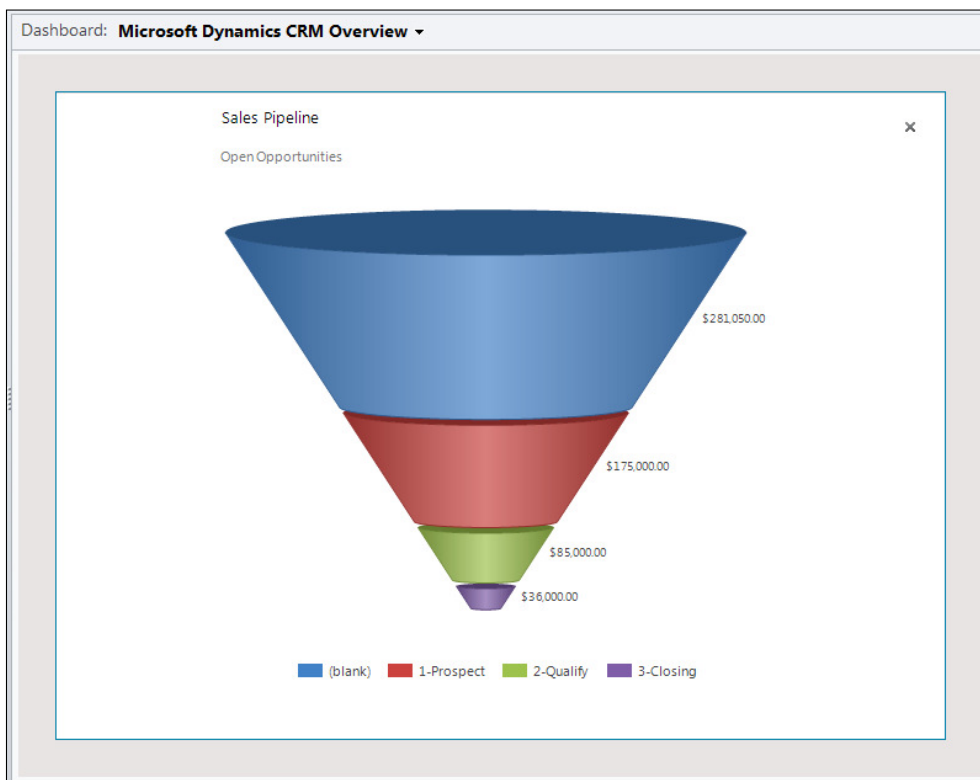 Dashboard: Microsoft Dynamics CRM Overview
Sales Pipeline
Open Opportunities
$281,050.00
$175,000.00
$85,000.00
$36,000.00
(blank) 1-Prospect 2-Qualify 3-Closing